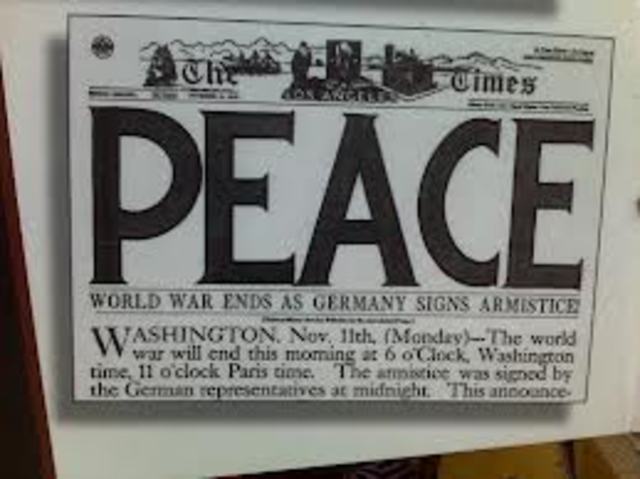 The Times
LOS ANGELES
PEACE
WORLD WAR ENDS AS GERMANY SIGNS ARMISTICE!
WASHINGTON, Nov. 11th, (Monday)—The world
war will end this morning at 6 o'Clock, Washington
time, 11 o'clock Paris time. The armistice was signed by
the German representatives at midnight. This announce-